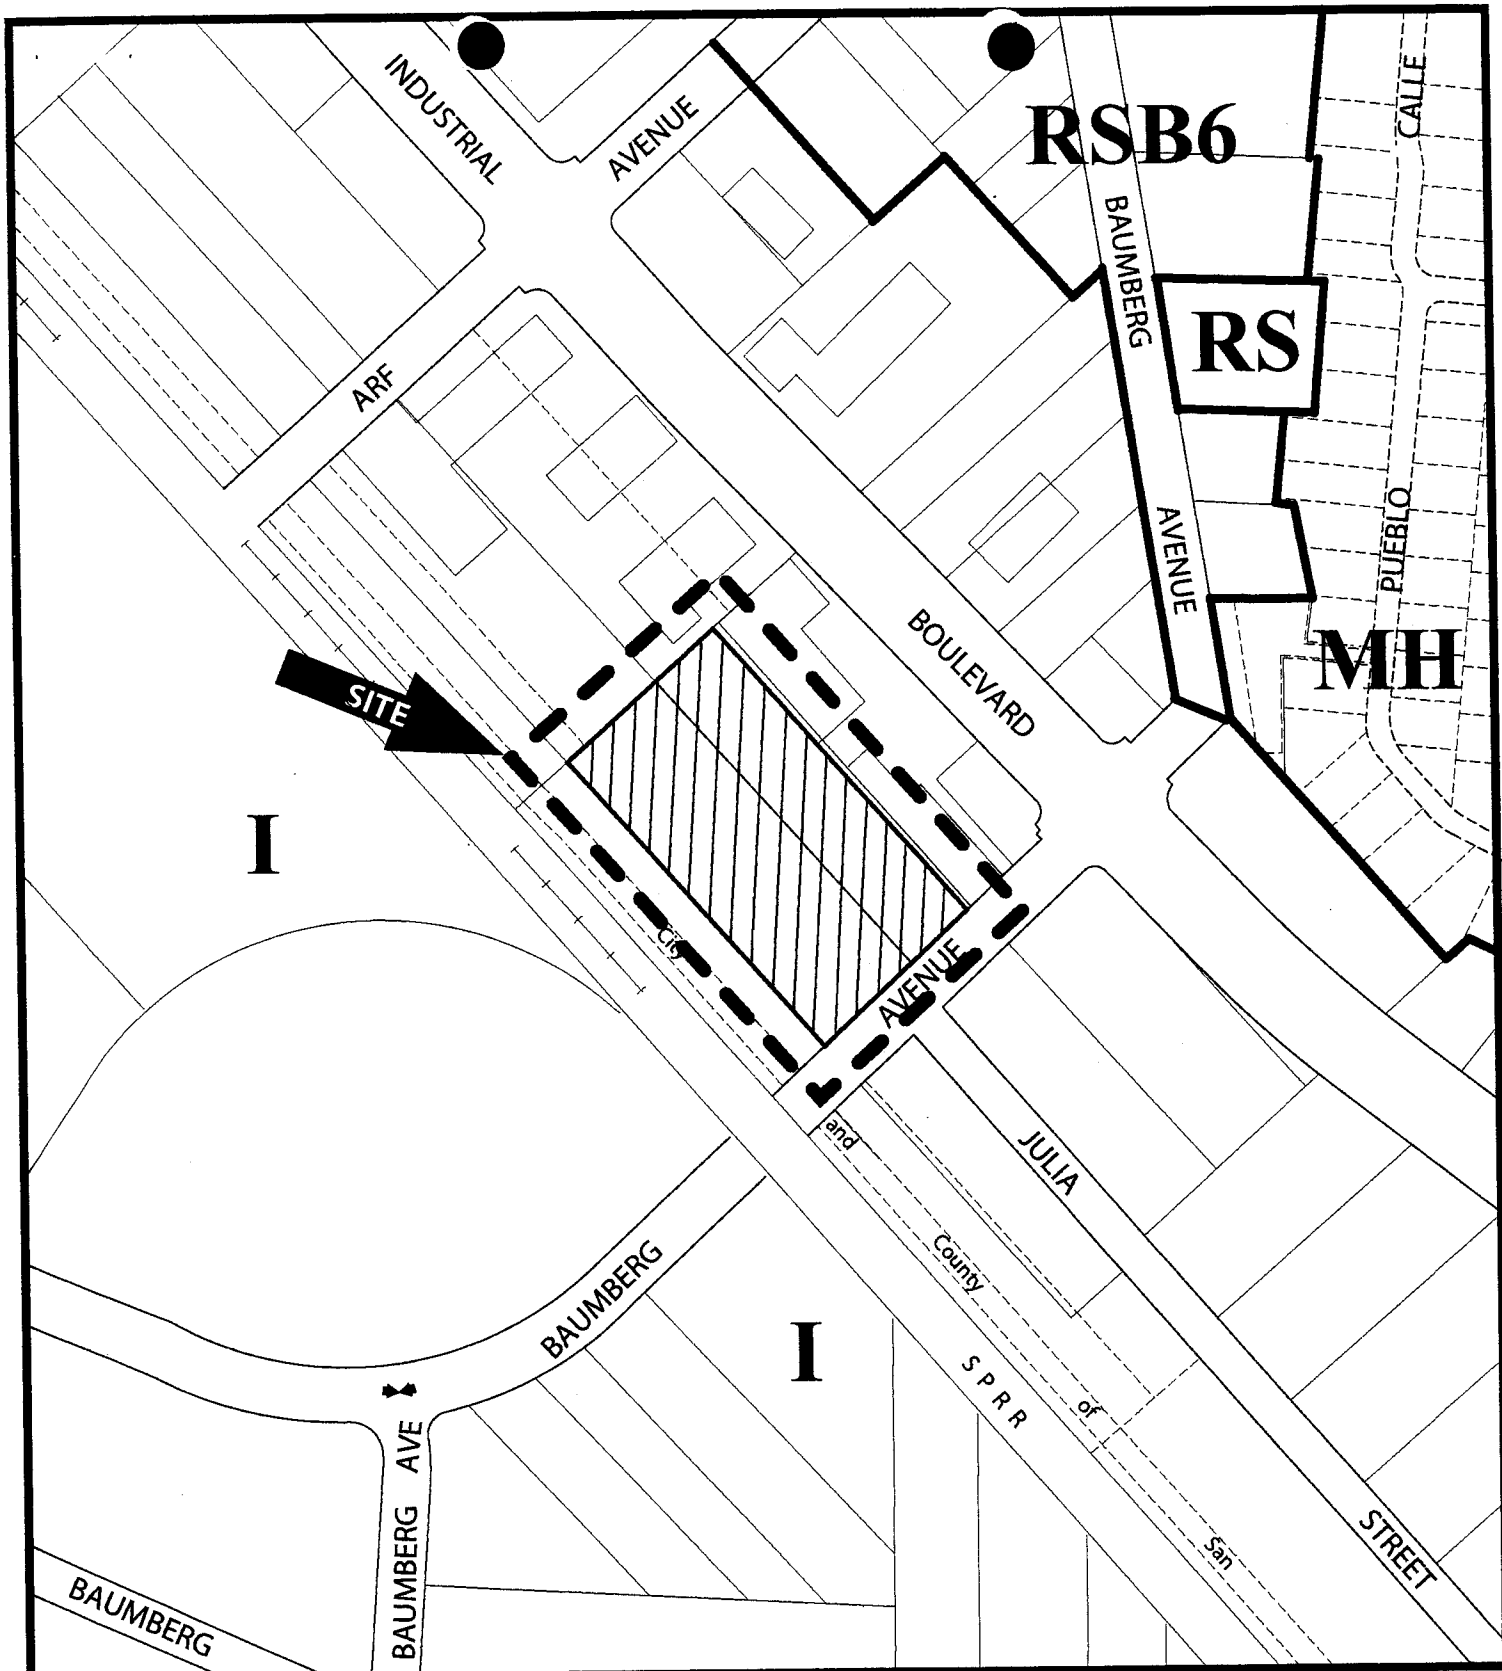 INDUSTRIAL
AVENUE
RSB6
CALLE
BAUMBERG
RS
ARF
PUEBLO
AVENUE
BOULEVARD
MH
SITE
I
City
AVENUE
and
JULIA
County
BAUMBERG
I
S P R R
of
BAUMBERG AVE
San
STREET
BAUMBERG